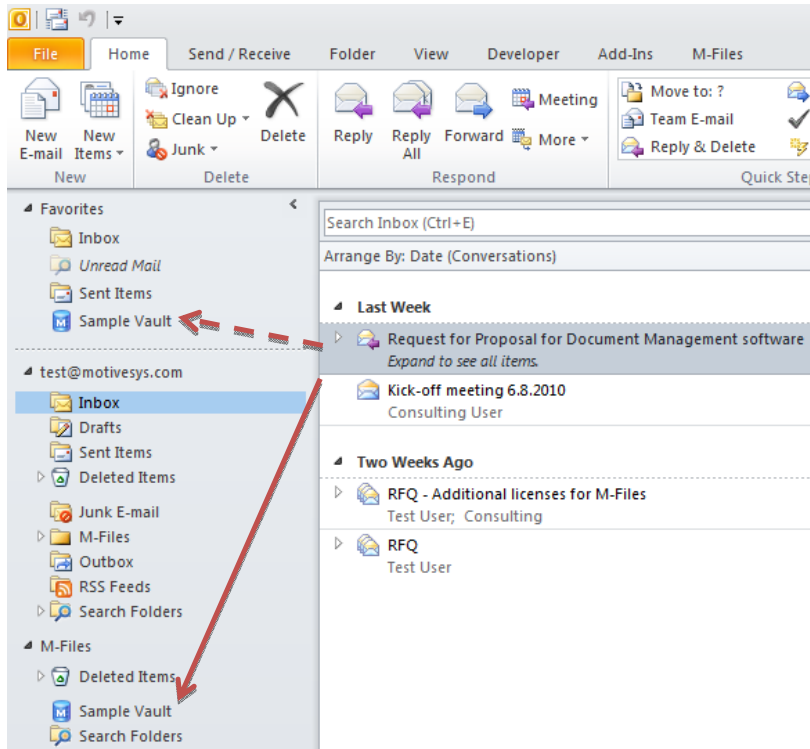 File Home Send / Receive Folder View Developer Add-Ins M-Files
New E-mail
New Items
Ignore
Clean Up
Junk
Delete
Reply
Reply All
Forward
Meeting
More
Move to: ?
Team E-mail
Reply & Delete
New Delete Respond Quick Ste
Favorites
Inbox
Unread Mail
Sent Items
Sample Vault
test@motivesys.com
Inbox
Drafts
Sent Items
Deleted Items
Junk E-mail
M-Files
Outbox
RSS Feeds
Search Folders
M-Files
Deleted Items
Sample Vault
Search Folders
Search Inbox (Ctrl+E)
Arrange By: Date (Conversations)
Last Week
Request for Proposal for Document Management software
Expand to see all items.
Kick-off meeting 6.8.2010
Consulting User
Two Weeks Ago
RFQ - Additional licenses for M-Files
Test User; Consulting
RFQ
Test User